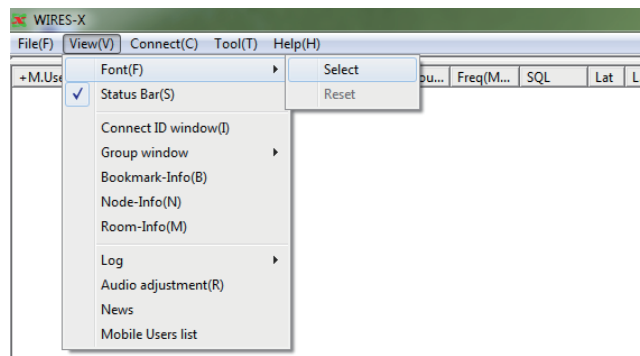 WIRES-X
File(F) View(V) Connect(C) Tool(T) Help(H)
+M.Use ou... Freq(M... SQL Lat L
Font(F) Select
Status Bar(S) Reset
Connect ID window(I)
Group window
Bookmark-Info(B)
Node-Info(N)
Room-Info(M)
Log
Audio adjustment(R)
News
Mobile Users list